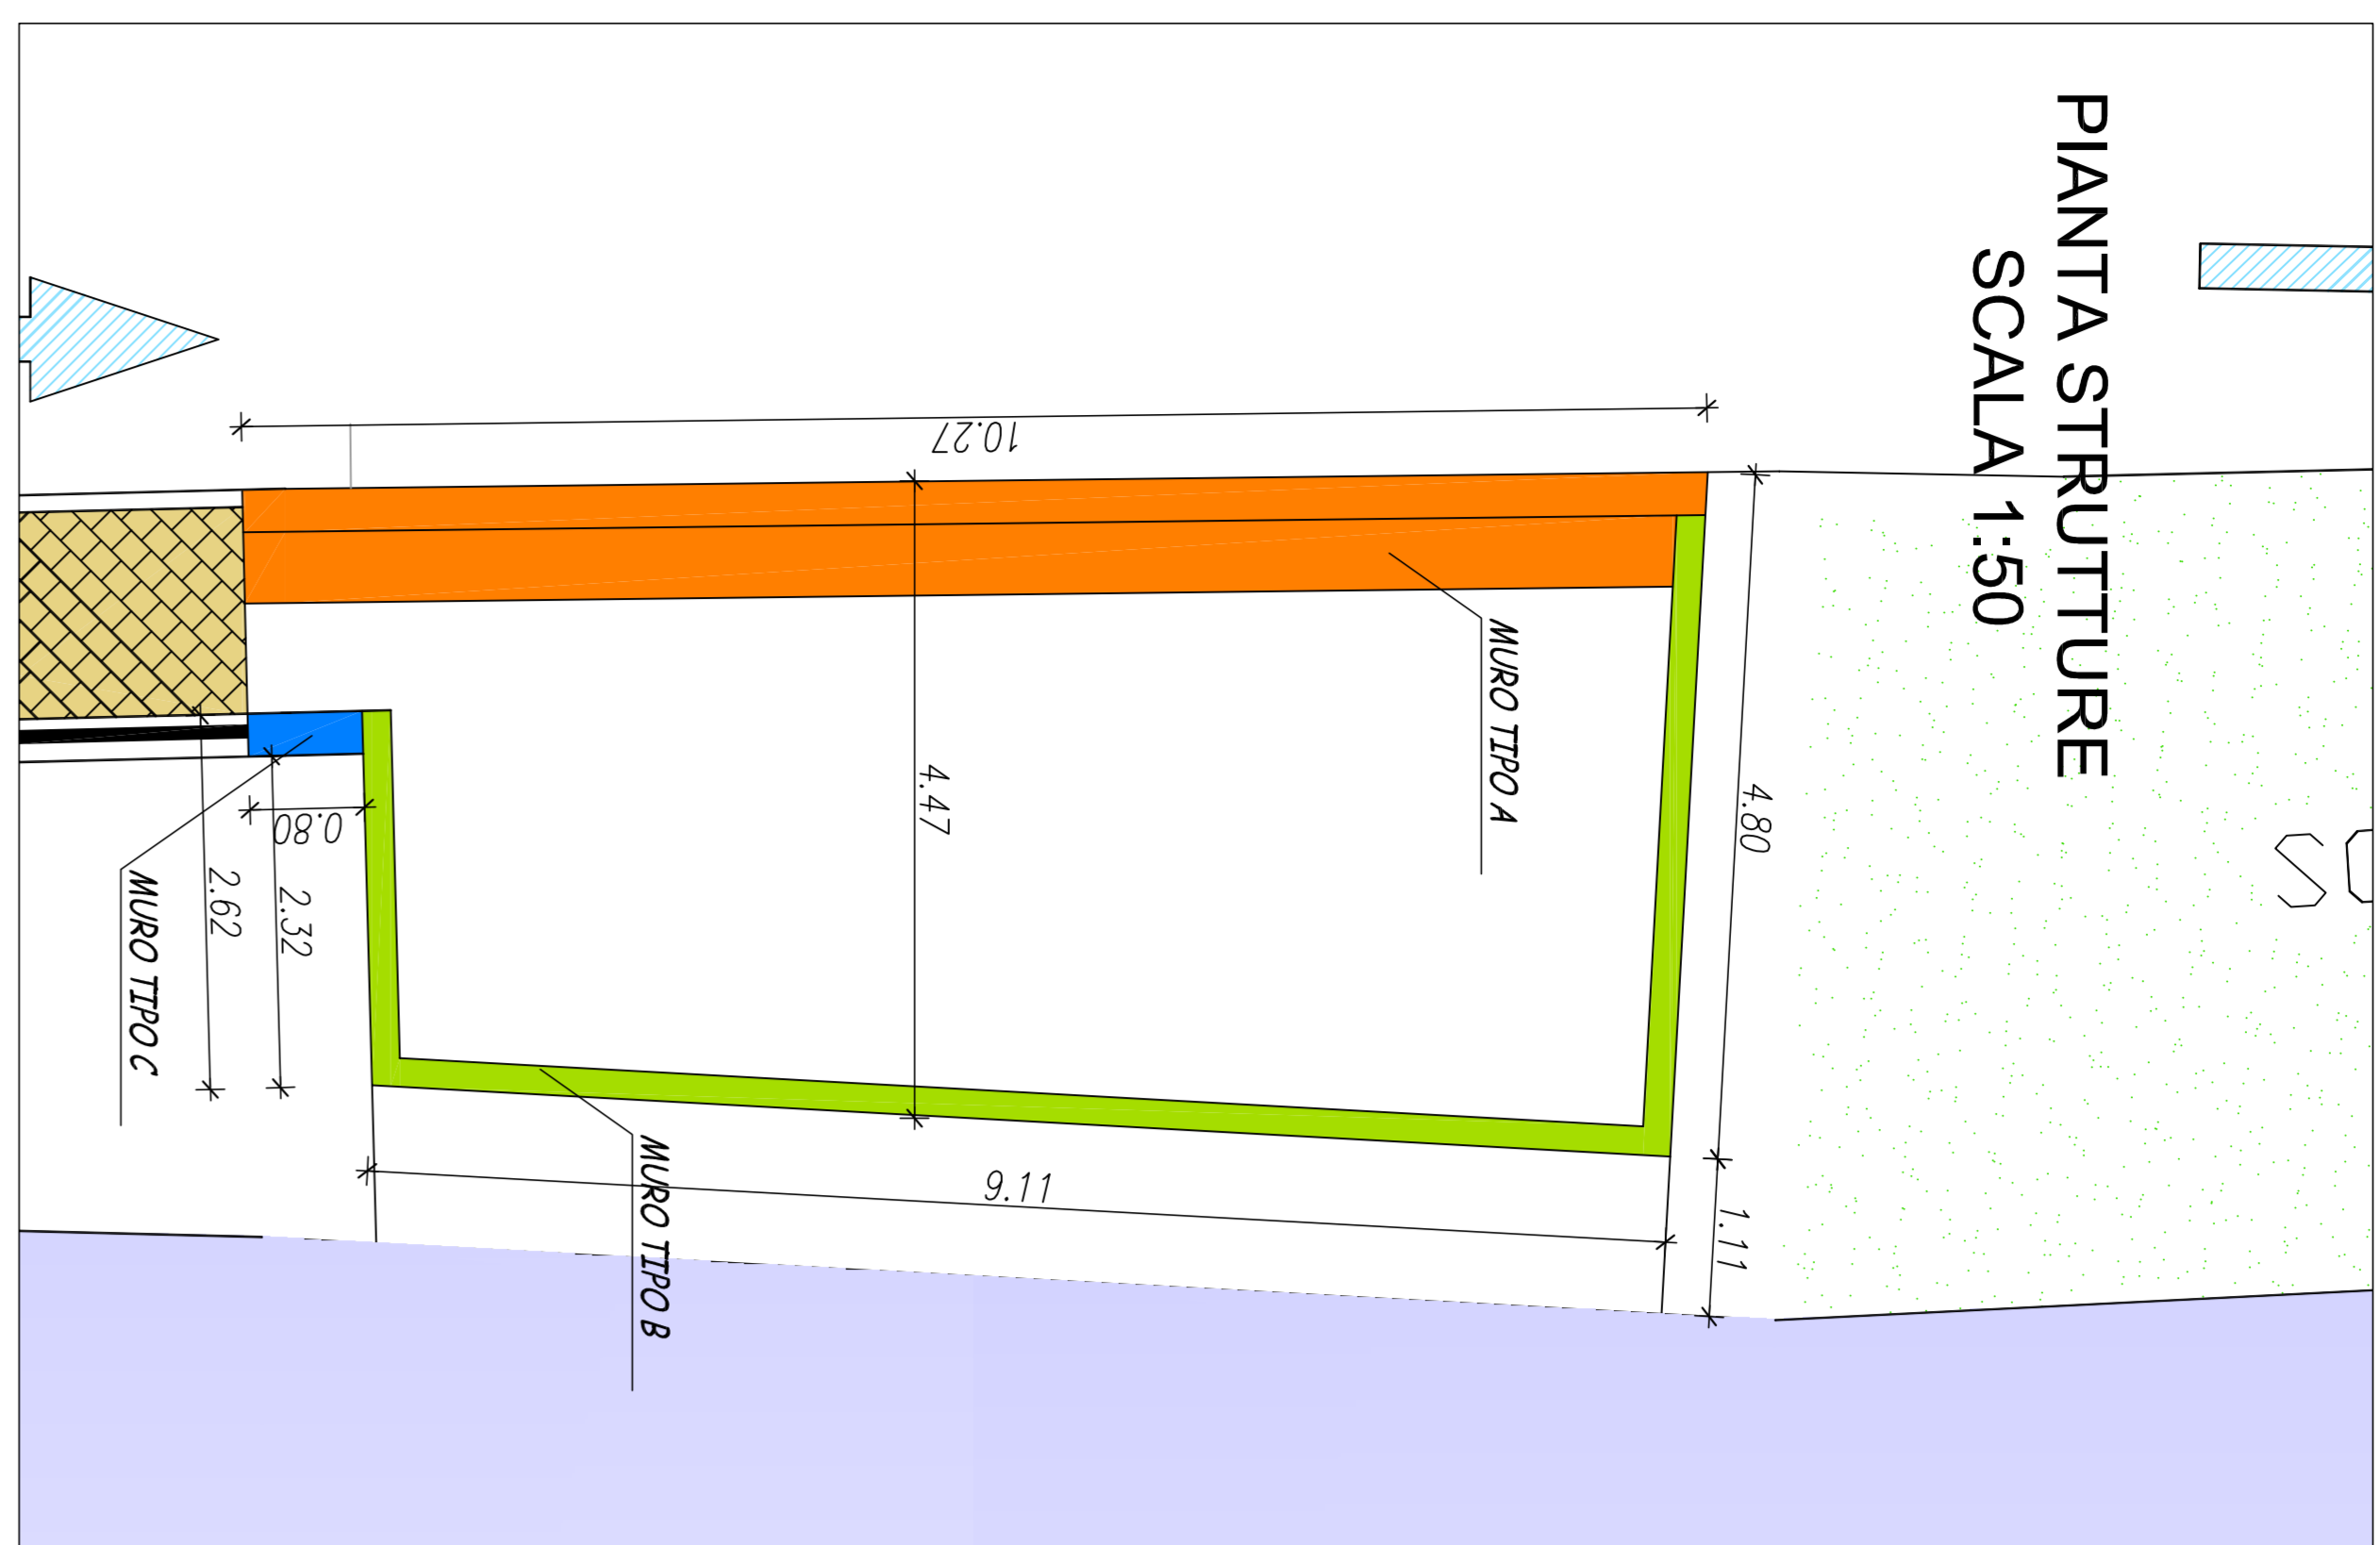 PIANTA STRUTTURE
SCALA 1:50
10.27
MURO TIPO A
4.47
4.80
0.80
2.62
2.32
MURO TIPO C
9.11
1.11
MURO TIPO B